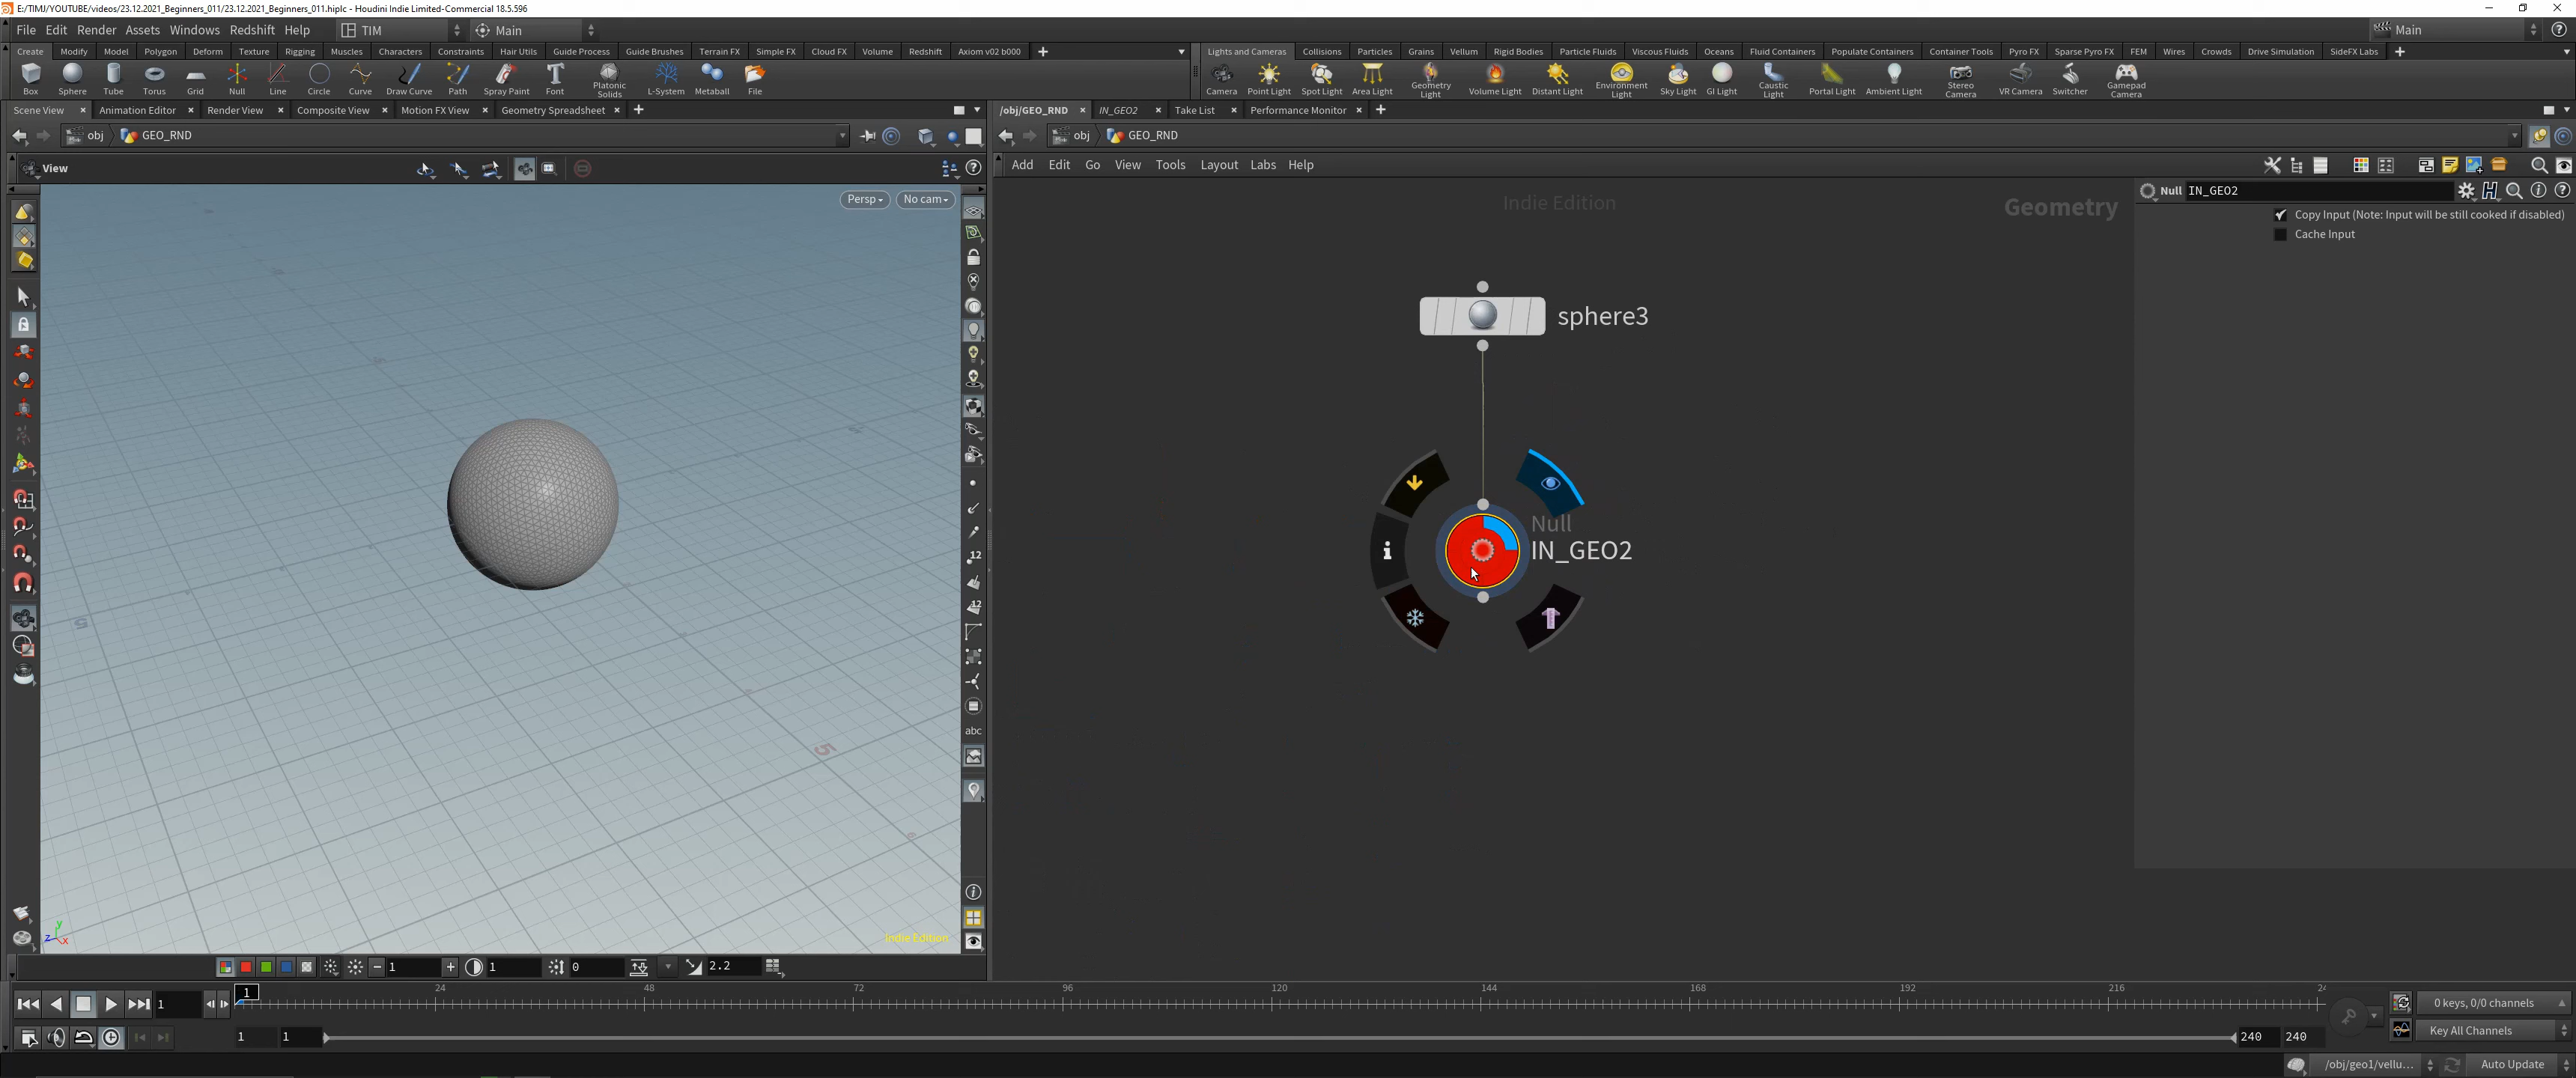 E:/TIMJ/YOUTUBE/videos/23.12.2021_Beginners_011/23.12.2021_Beginners_011.hiplc - Houdini Indie Limited-Commercial 18.5.596
File Edit Render Assets Windows Redshift Help TIM Main Main
Create Modify Model Polygon Deform Texture Rigging Muscles Characters Constraints Hair Utils Guide Process Guide Brushes Terrain FX Simple FX Cloud FX Volume Redshift Axiom v02 b000
Lights and Cameras Collisions Particles Grains Vellum Rigid Bodies Particle Fluids Viscous Fluids Oceans Fluid Containers Populate Containers Container Tools Pyro FX Sparse Pyro FX FEM Wires Crowds Drive Simulation SideFX Labs
Box Sphere Tube Torus Grid Null Line Circle Curve Draw Curve Path Spray Paint Font Platonic Solids L-System Metaball File
Camera Point Light Spot Light Area Light Geometry Light Volume Light Distant Light Environment Light Sky Light GI Light Caustic Light Portal Light Ambient Light Stereo Camera VR Camera Switcher Gamepad Camera
Scene View Animation Editor Render View Composite View Motion FX View Geometry Spreadsheet
/obj/GEO_RND IN_GEO2 Take List Performance Monitor
obj GEO_RND
obj GEO_RND
View
Add Edit Go View Tools Layout Labs Help
Persp No cam
Indie Edition
Geometry
Null IN_GEO2
Copy Input (Note: Input will be still cooked if disabled)
Cache Input
sphere3
Null
IN_GEO2
5
5
12
12
abc
y
z x
Indie Edition
1 1 0 2.2
1 1 24 48 72 96 120 144 168 192 216 24
0 keys, 0/0 channels
1 1 240 240
Key All Channels
/obj/geo1/vellu... Auto Update